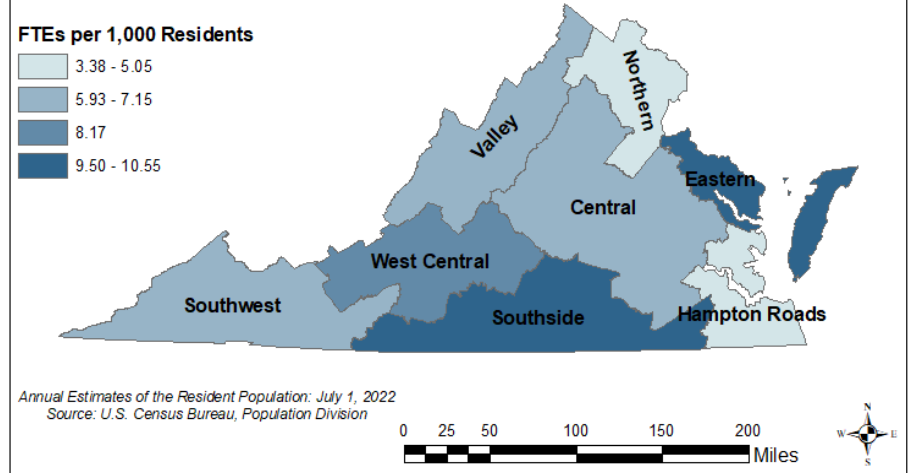 FTEs per 1,000 Residents
3.38 - 5.05
5.93 - 7.15
8.17
9.50 - 10.55
Northern
Valley
Eastern
Central
West Central
Southwest
Southside
Hampton Roads
Annual Estimates of the Resident Population: July 1, 2022
Source: U.S. Census Bureau, Population Division
N
W E
S
0 25 50 100 150 200
Miles